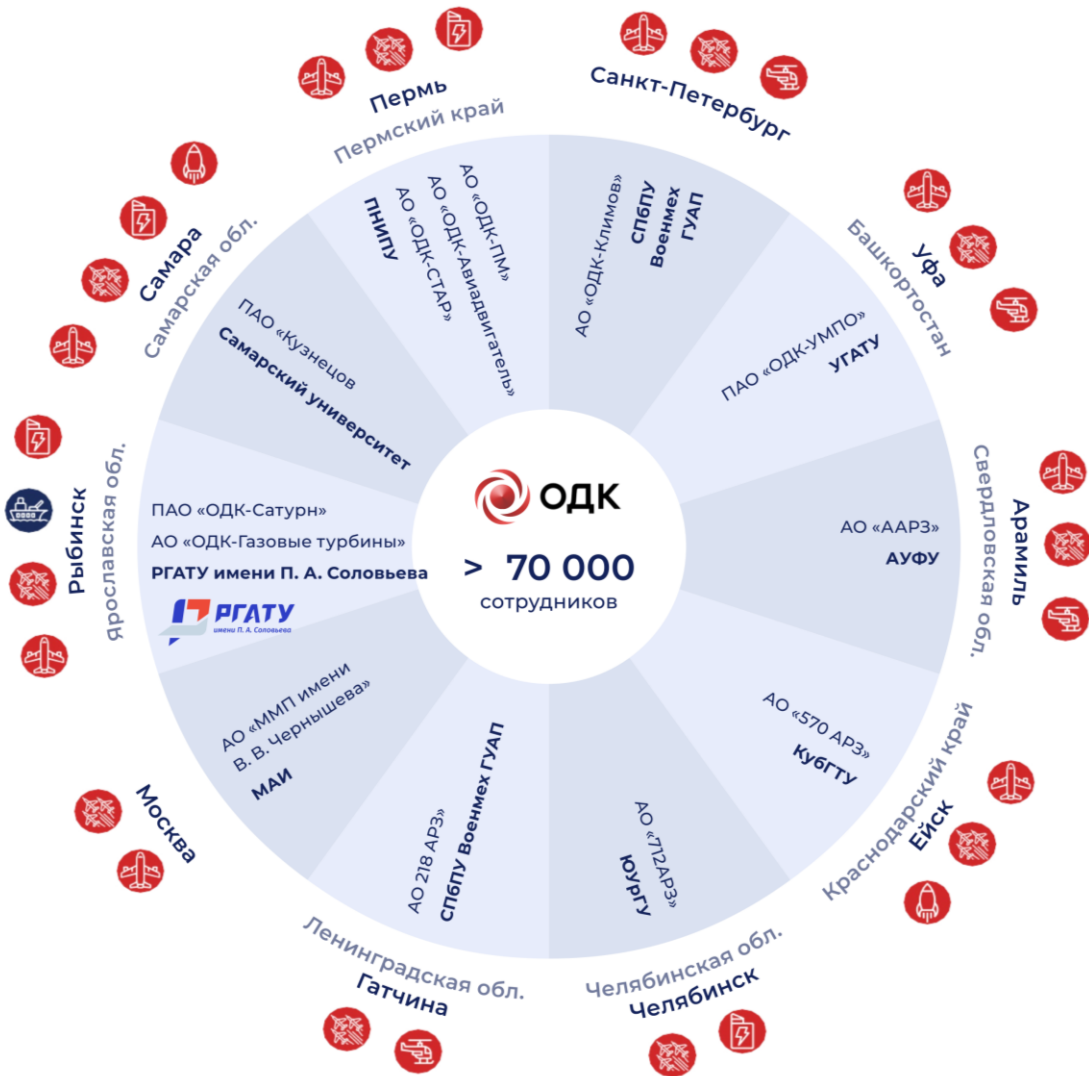 Санкт-Петербург
АО «ОДК-Климов»
СПбПУ
Военмех
ГУАП
Уфа
Башкортостан
ПАО «ОДК-УМПО»
УГАТУ
Арамиль
Свердловская обл.
АО «ААРЗ»
АУФУ
Ейск
Краснодарский край
АО «570 АРЗ»
КубГТУ
Челябинская обл.
Челябинск
АО «712АРЗ»
ЮУрГУ
Ленинградская обл.
Гатчина
АО 218 АРЗ»
СПбПУ Военмех ГУАП
Москва
АО «ММП имени
В. В. Чернышева»
МАИ
Рыбинск
Ярославская обл.
ПАО «ОДК-Сатурн»
АО «ОДК-Газовые турбины»
РГАТУ имени П. А. Соловьева
РГАТУ
имени П. А. Соловьева
Самара
Самарская обл.
ПАО «Кузнецов
Самарский университет
Пермь
Пермский край
АО «ОДК-ПМ»
АО «ОДК-Авиадвигатель»
АО «ОДК-СТАР»
ПНИПУ
ОДК
> 70 000
сотрудников